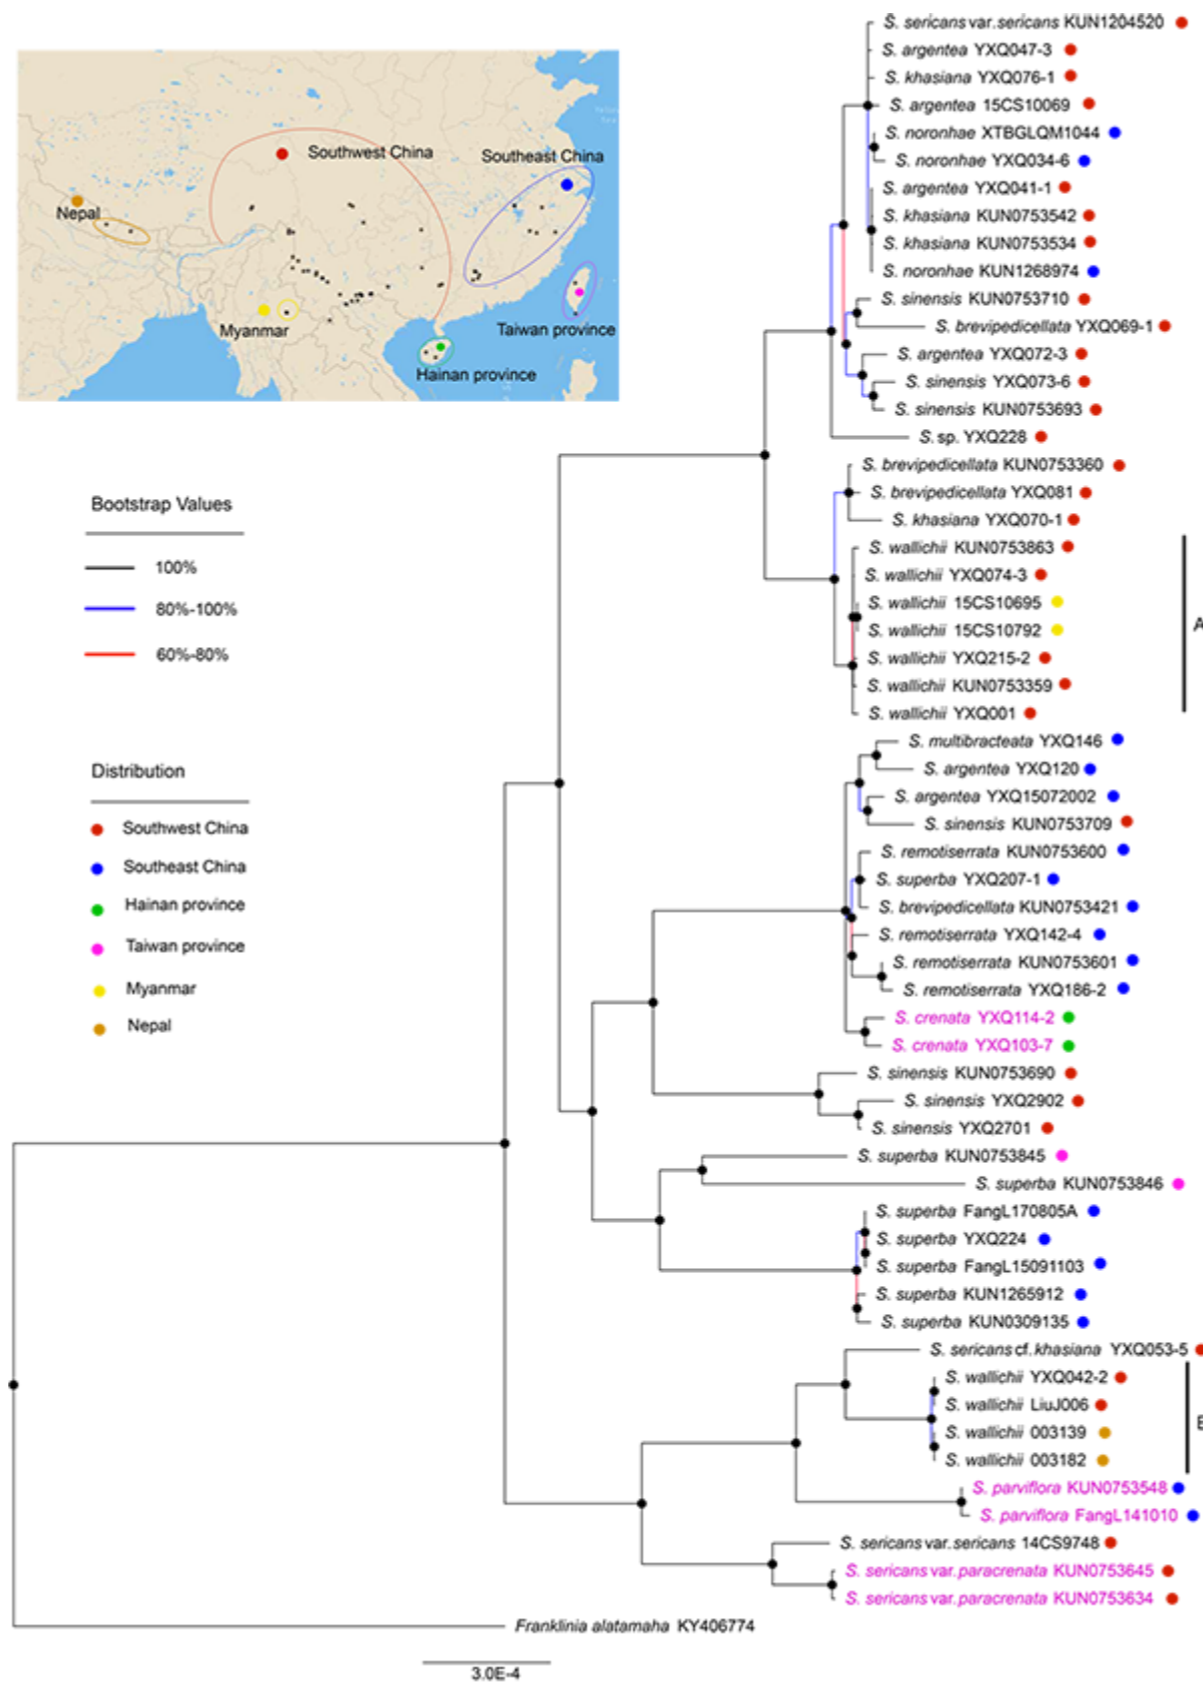 Southwest China
Southeast China
Nepal
Myanmar
Taiwan province
Hainan province
Bootstrap Values
100%
80%-100%
60%-80%
Distribution
Southwest China
Southeast China
Hainan province
Taiwan province
Myanmar
Nepal
S. sericans var. sericans KUN1204520
S. argentea YXQ047-3
S. khasiana YXQ076-1
S. argentea 15CS10069
S. noronhae XTBGLQM1044
S. noronhae YXQ034-6
S. argentea YXQ041-1
S. khasiana KUN0753542
S. khasiana KUN0753534
S. noronhae KUN1268974
S. sinensis KUN0753710
S. brevipedicellata YXQ069-1
S. argentea YXQ072-3
S. sinensis YXQ073-6
S. sinensis KUN0753693
S. sp. YXQ228
S. brevipedicellata KUN0753360
S. brevipedicellata YXQ081
S. khasiana YXQ070-1
S. wallichii KUN0753863
S. wallichii YXQ074-3
S. wallichii 15CS10695
S. wallichii 15CS10792
A
S. wallichii YXQ215-2
S. wallichii KUN0753359
S. wallichii YXQ001
S. multibracteata YXQ146
S. argentea YXQ120
S. argentea YXQ15072002
S. sinensis KUN0753709
S. remotiserrata KUN0753600
S. superba YXQ207-1
S. brevipedicellata KUN0753421
S. remotiserrata YXQ142-4
S. remotiserrata KUN0753601
S. remotiserrata YXQ186-2
S. crenata YXQ114-2
S. crenata YXQ103-7
S. sinensis KUN0753690
S. sinensis YXQ2902
S. sinensis YXQ2701
S. superba KUN0753845
S. superba KUN0753846
S. superba FangL170805A
S. superba YXQ224
S. superba FangL15091103
S. superba KUN1265912
S. superba KUN0309135
S. sericans cf. khasiana YXQ053-5
S. wallichii YXQ042-2
S. wallichii LiuJ006
S. wallichii 003139
S. wallichii 003182
S. parviflora KUN0753548
S. parviflora FangL141010
S. sericans var. sericans 14CS9748
S. sericans var. paracrenata KUN0753645
S. sericans var. paracrenata KUN0753634
Franklinia alatamaha KY406774
3.0E-4